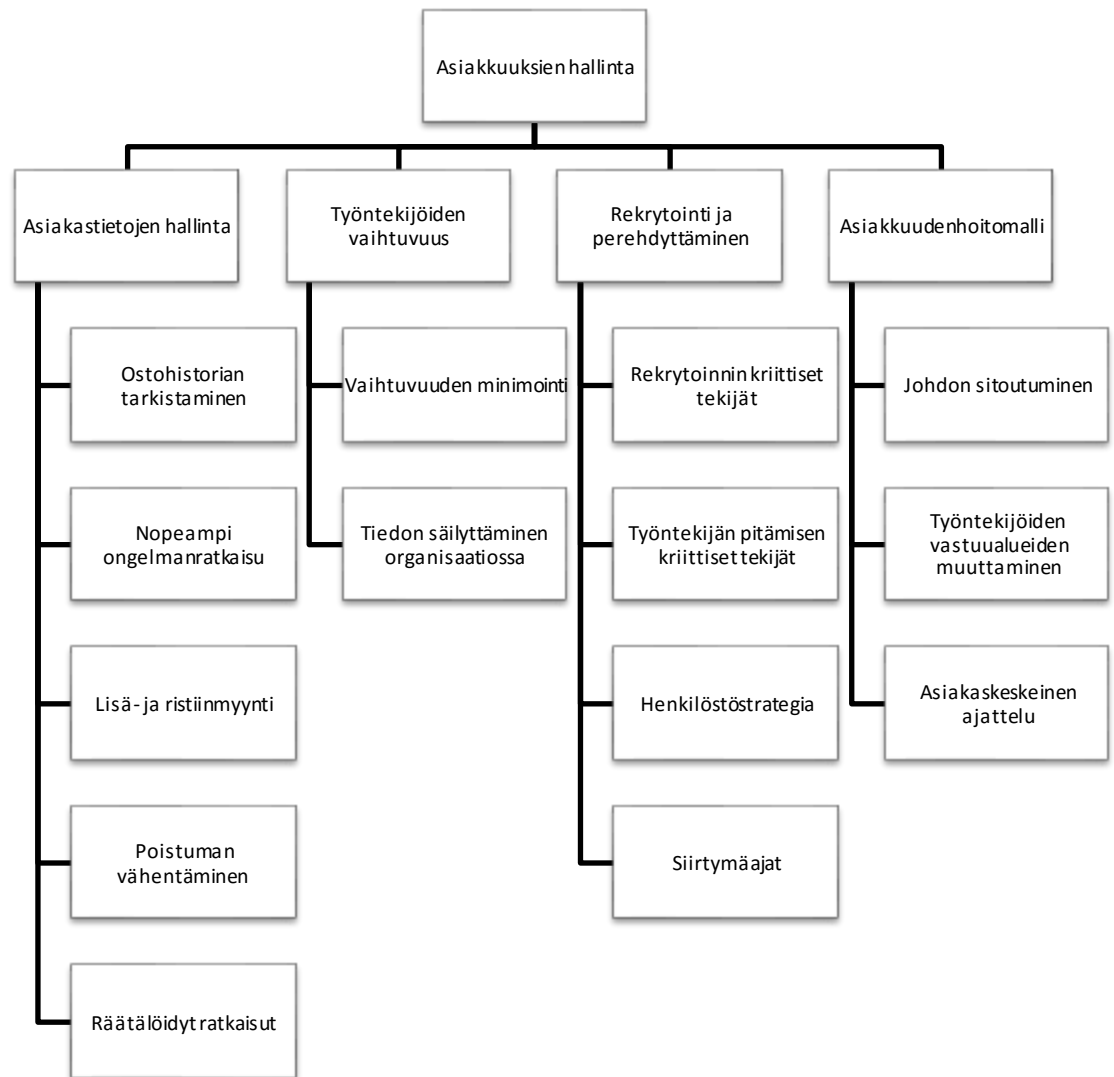 Asiakkuuksien hallinta
Asiakastietojen hallinta
Työntekijöiden
vaihtuvuus
Rekrytointi ja
perehdyttäminen
Asiakkuudenhoitomalli
Ostohistorian
tarkistaminen
Vaihtuvuuden minimointi
Rekrytoinnin kriittiset
tekijät
Johdon sitoutuminen
Nopeampi
ongelmanratkaisu
Tiedon säilyttäminen
organisaatiossa
Työntekijän pitämisen
kriittiset tekijät
Työntekijöiden
vastuualueiden
muuttaminen
Lisä- ja ristiinmyynti
Henkilöstöstrategia
Asiakaskeskeinen
ajattelu
Poistuman
vähentäminen
Siirtymäajat
Räätälöidyt ratkaisut